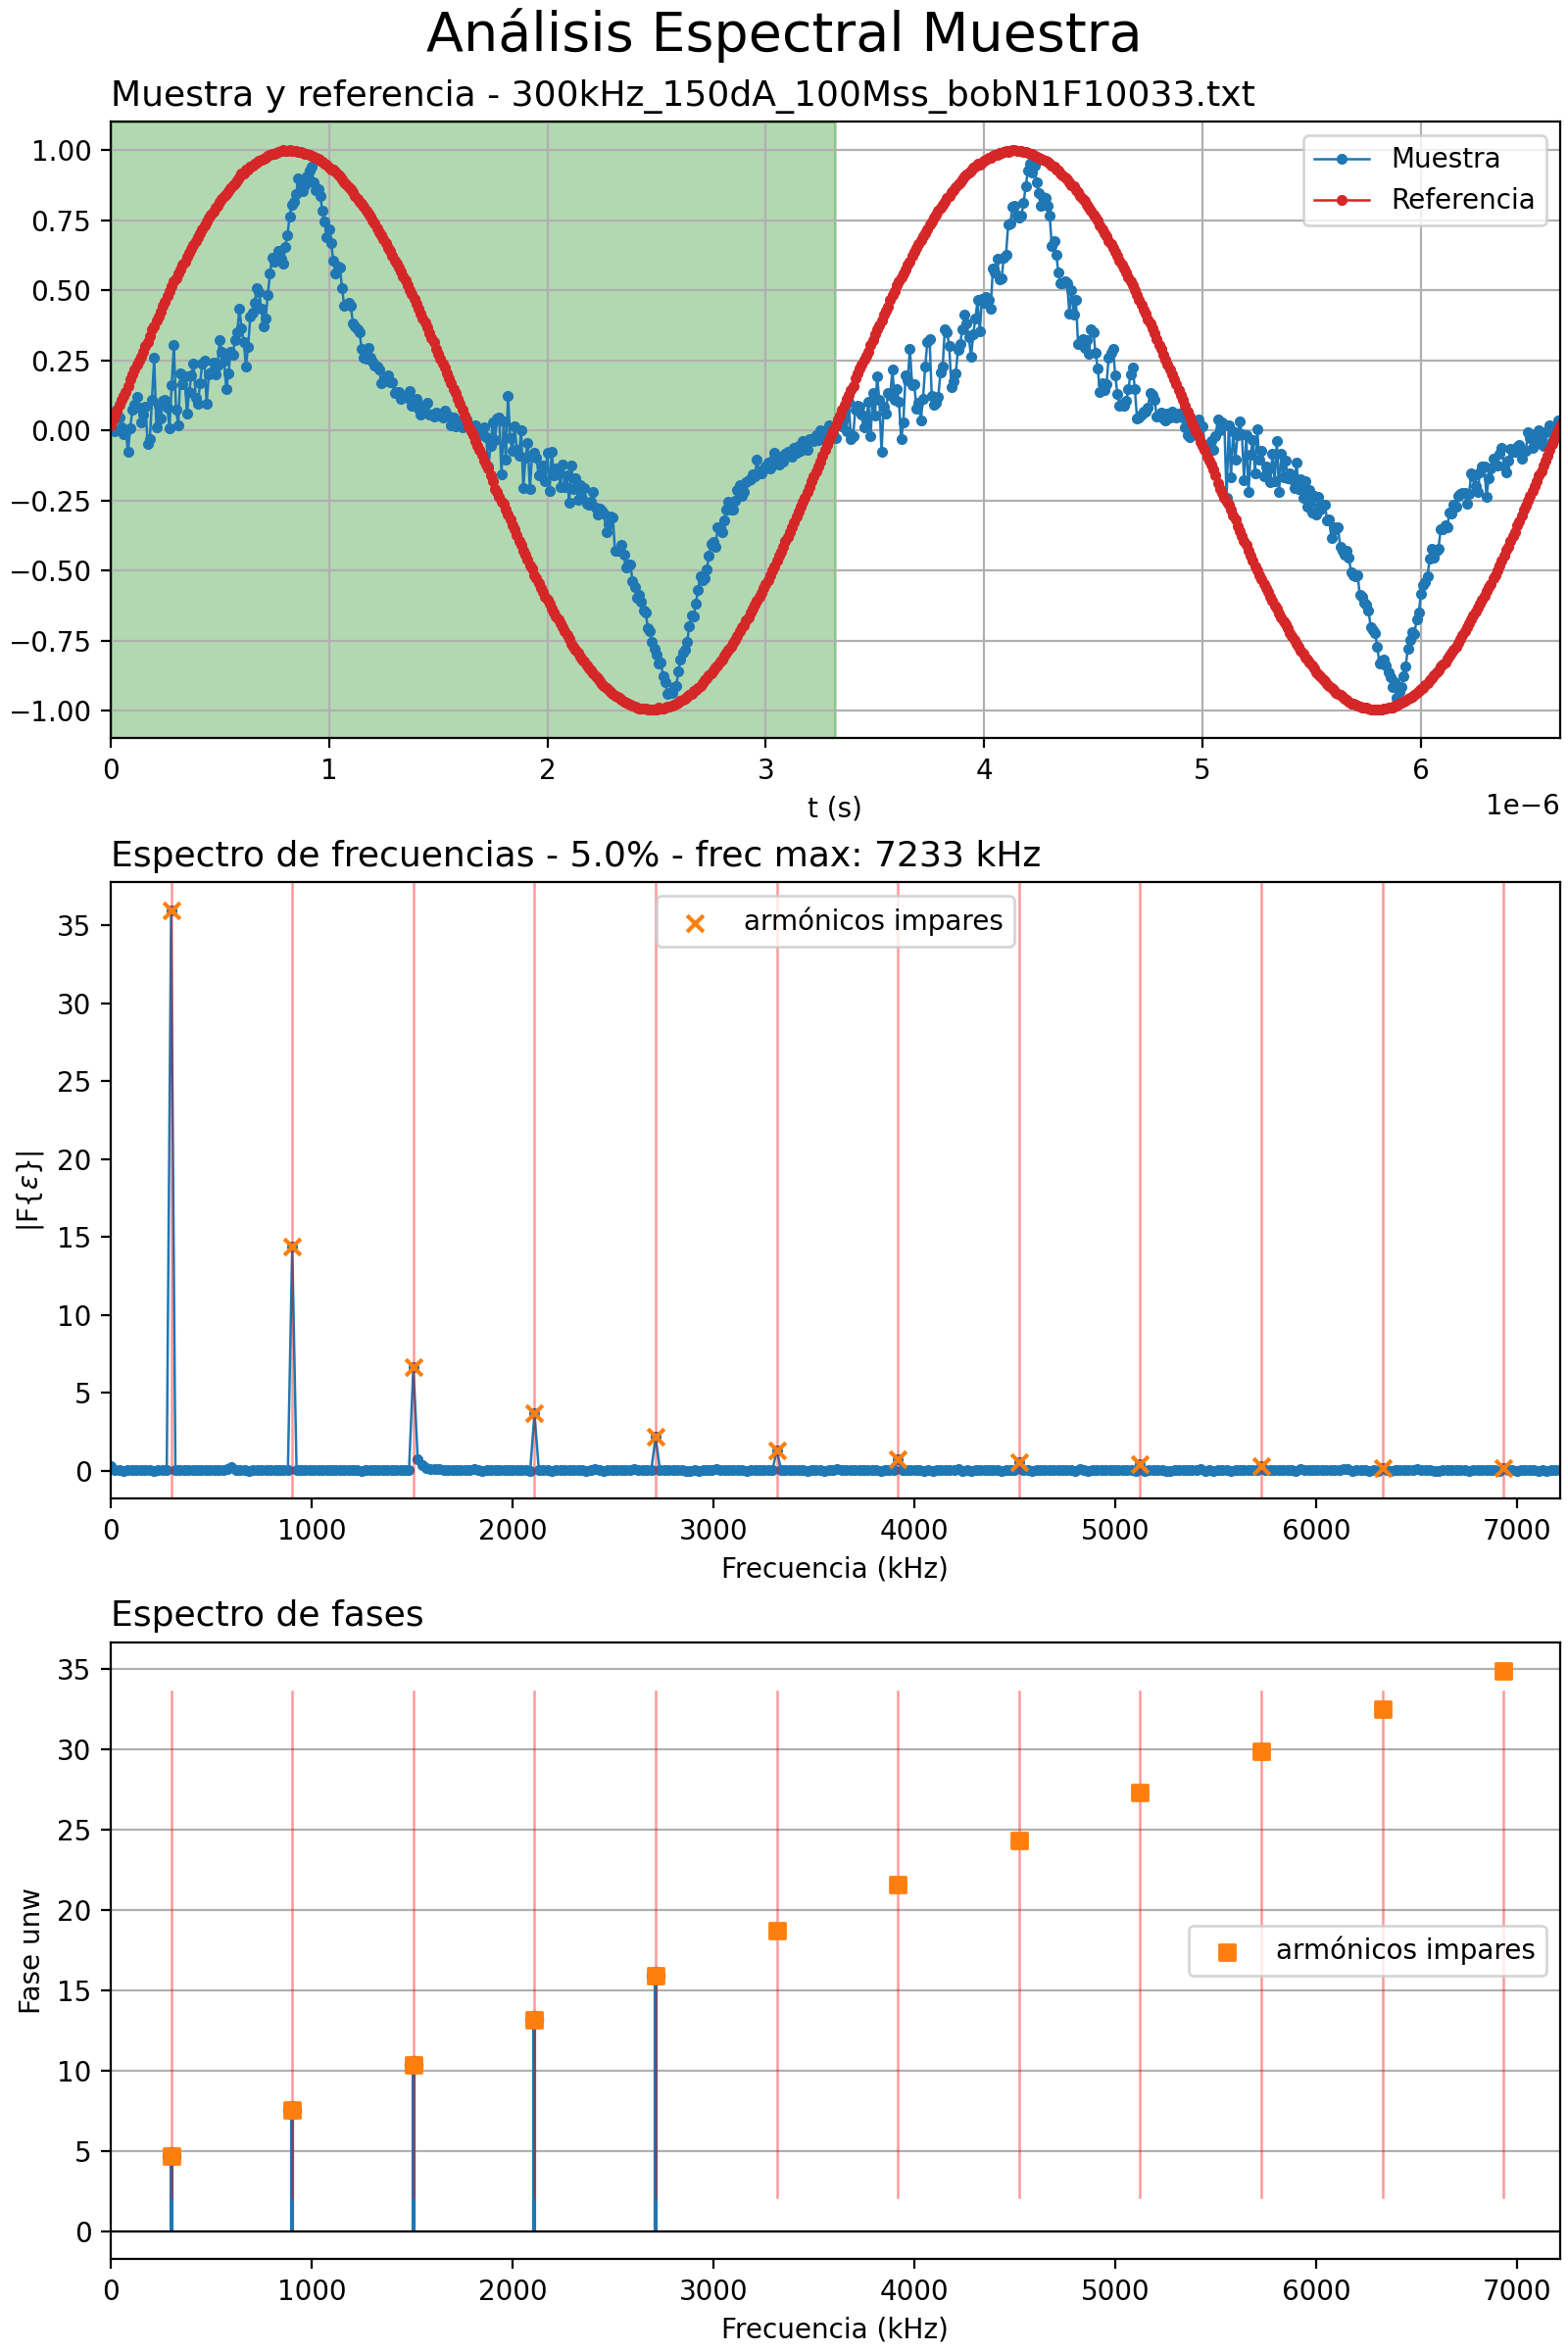 Análisis Espectral Muestra
Muestra y referencia - 300kHz_150dA_100Mss_bobN1F10033.txt
1.00
0.75
0.50
0.25
0.00
−0.25
−0.50
−0.75
−1.00
Muestra
Referencia
0 1 2 3 4 5 6
t (s)
1e−6
Espectro de frecuencias - 5.0% - frec max: 7233 kHz
35
30
25
20
15
10
5
0
|F{ε}|
armónicos impares
0 1000 2000 3000 4000 5000 6000 7000
Frecuencia (kHz)
Espectro de fases
35
30
25
20
15
10
5
0
Fase unw
armónicos impares
0 1000 2000 3000 4000 5000 6000 7000
Frecuencia (kHz)